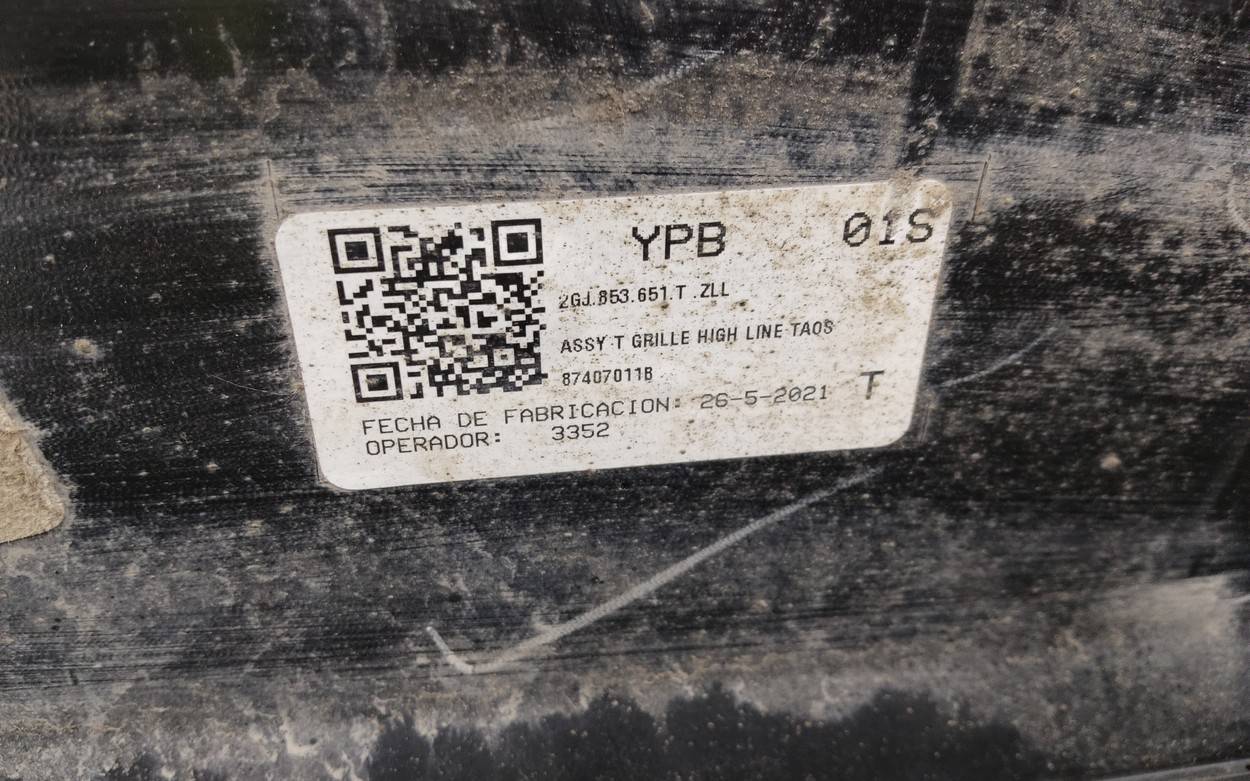 YPB 01S
2GJ.853.651.T .ZLL
ASSY T GRILLE HIGH LINE TAOS
87407011B
T
FECHA DE FABRICACION: 26-5-2021
OPERADOR: 3352